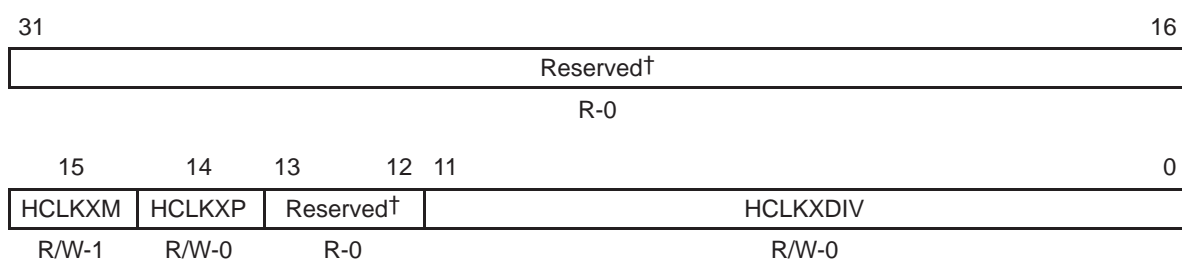 31 16
Reserved†
R-0
15 14 13 12 11 0
HCLKXM HCLKXP Reserved† HCLKXDIV
R/W-1 R/W-0 R-0 R/W-0